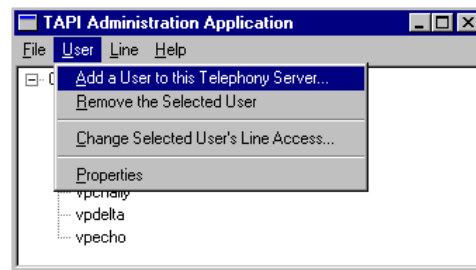 TAPI Administration Application
File User Line Help
Add a User to this Telephony Server...
Remove the Selected User
Change Selected User's Line Access...
Properties
vpdelta
vpecho